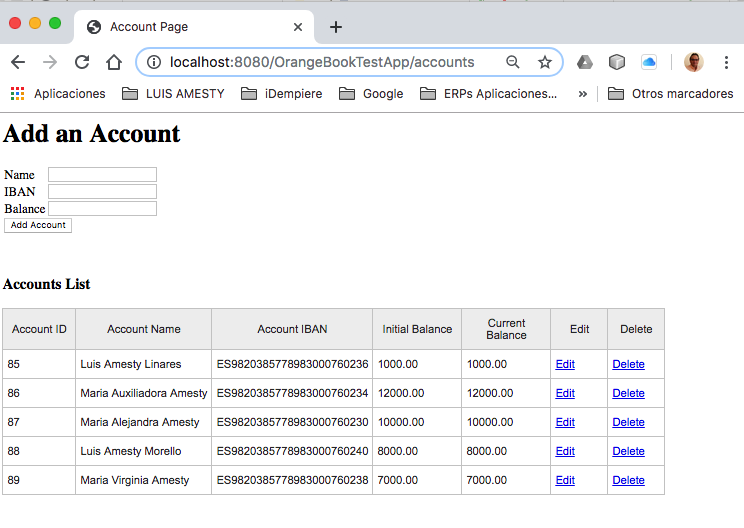 Account Page
localhost:8080/OrangeBookTestApp/accounts
Aplicaciones LUIS AMESTY iDempiere Google ERPs Aplicaciones... » Otros marcadores
Add an Account
Name
IBAN
Balance
Add Account
Accounts List
Account ID Account Name Account IBAN Initial Balance Current Balance Edit Delete
85 Luis Amesty Linares ES9820385778983000760236 1000.00 1000.00 Edit Delete
86 Maria Auxiliadora Amesty ES9820385778983000760234 12000.00 12000.00 Edit Delete
87 Maria Alejandra Amesty ES9820385778983000760230 10000.00 10000.00 Edit Delete
88 Luis Amesty Morello ES9820385778983000760240 8000.00 8000.00 Edit Delete
89 Maria Virginia Amesty ES9820385778983000760238 7000.00 7000.00 Edit Delete